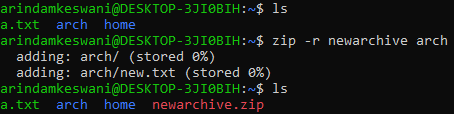 arindamkeswani@DESKTOP-3JI0BIH:~$ ls
a.txt  arch  home
arindamkeswani@DESKTOP-3JI0BIH:~$ zip -r newarchive arch
  adding: arch/ (stored 0%)
  adding: arch/new.txt (stored 0%)
arindamkeswani@DESKTOP-3JI0BIH:~$ ls
a.txt  arch  home  newarchive.zip